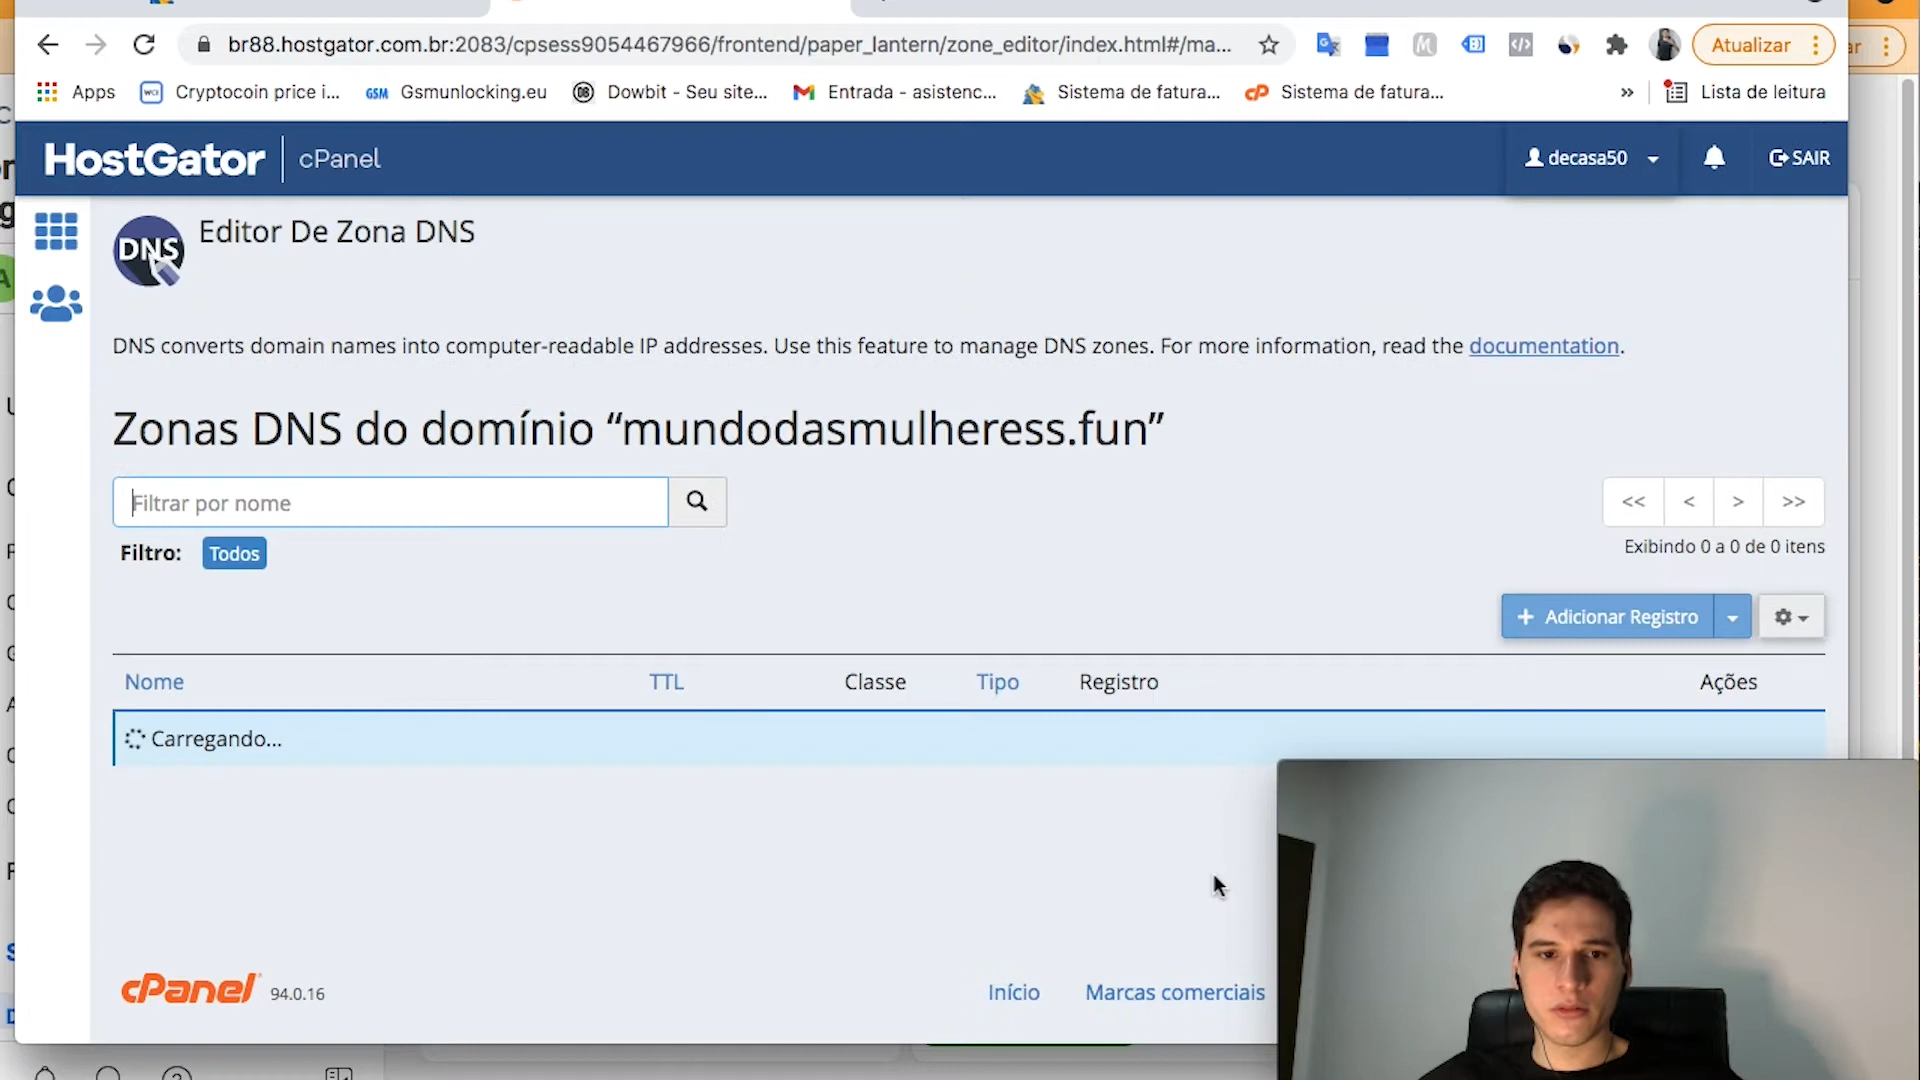 br88.hostgator.com.br:2083/cpsess9054467966/frontend/paper_lantern/zone_editor/index.html#/ma...
Atualizar
ar
Apps
Cryptocoin price i...
GSM
Gsmunlocking.eu
Dowbit - Seu site...
Entrada - asistenc...
Sistema de fatura...
cP
Sistema de fatura...
»
Lista de leitura
HostGator
cPanel
decasa50
SAIR
DNS
Editor De Zona DNS
DNS converts domain names into computer-readable IP addresses. Use this feature to manage DNS zones. For more information, read the documentation.
Zonas DNS do domínio “mundodasmulheress.fun”
Filtrar por nome
<< < > >>
Filtro: Todos
Exibindo 0 a 0 de 0 itens
+ Adicionar Registro
Nome TTL Classe Tipo Registro Ações
Carregando...
cPanel 94.0.16
Início
Marcas comerciais